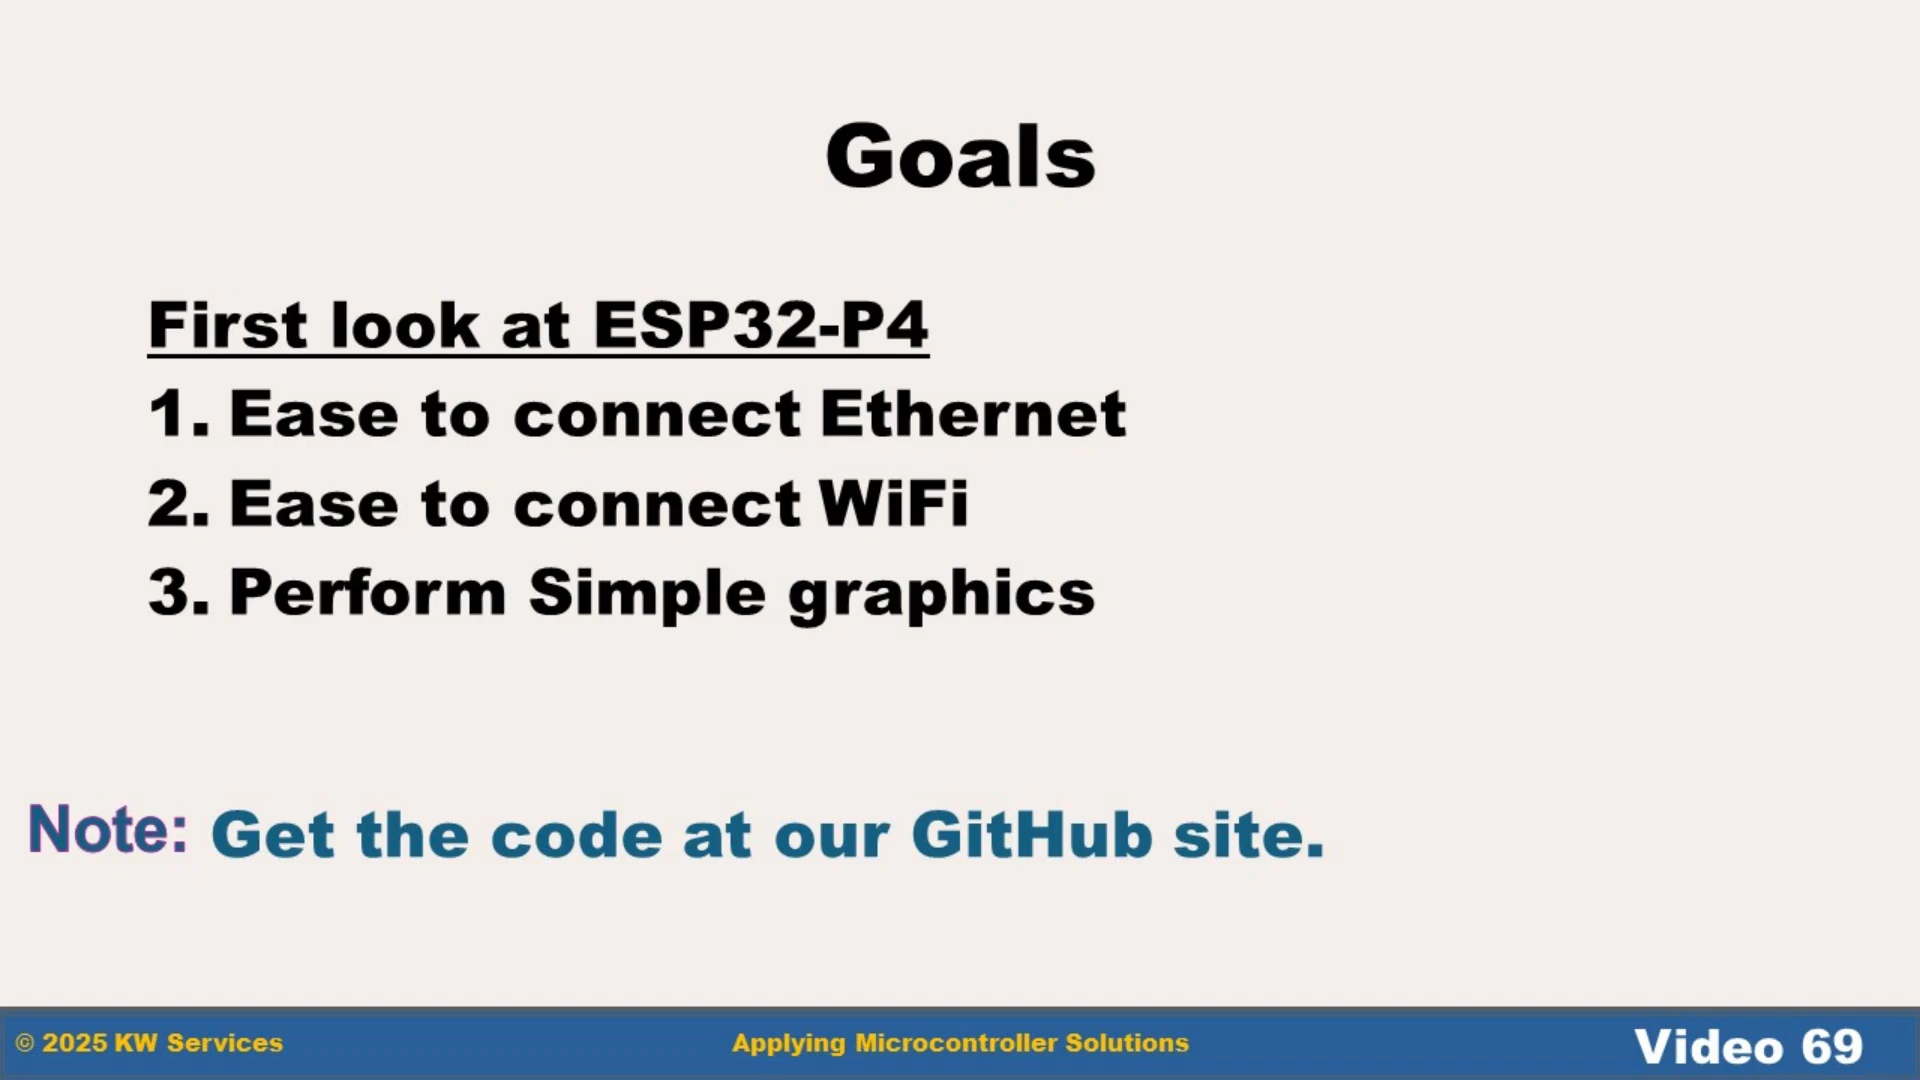 Goals
First look at ESP32-P4
1. Ease to connect Ethernet
2. Ease to connect WiFi
3. Perform Simple graphics
Note: Get the code at our GitHub site.
© 2025 KW Services
Applying Microcontroller Solutions
Video 69